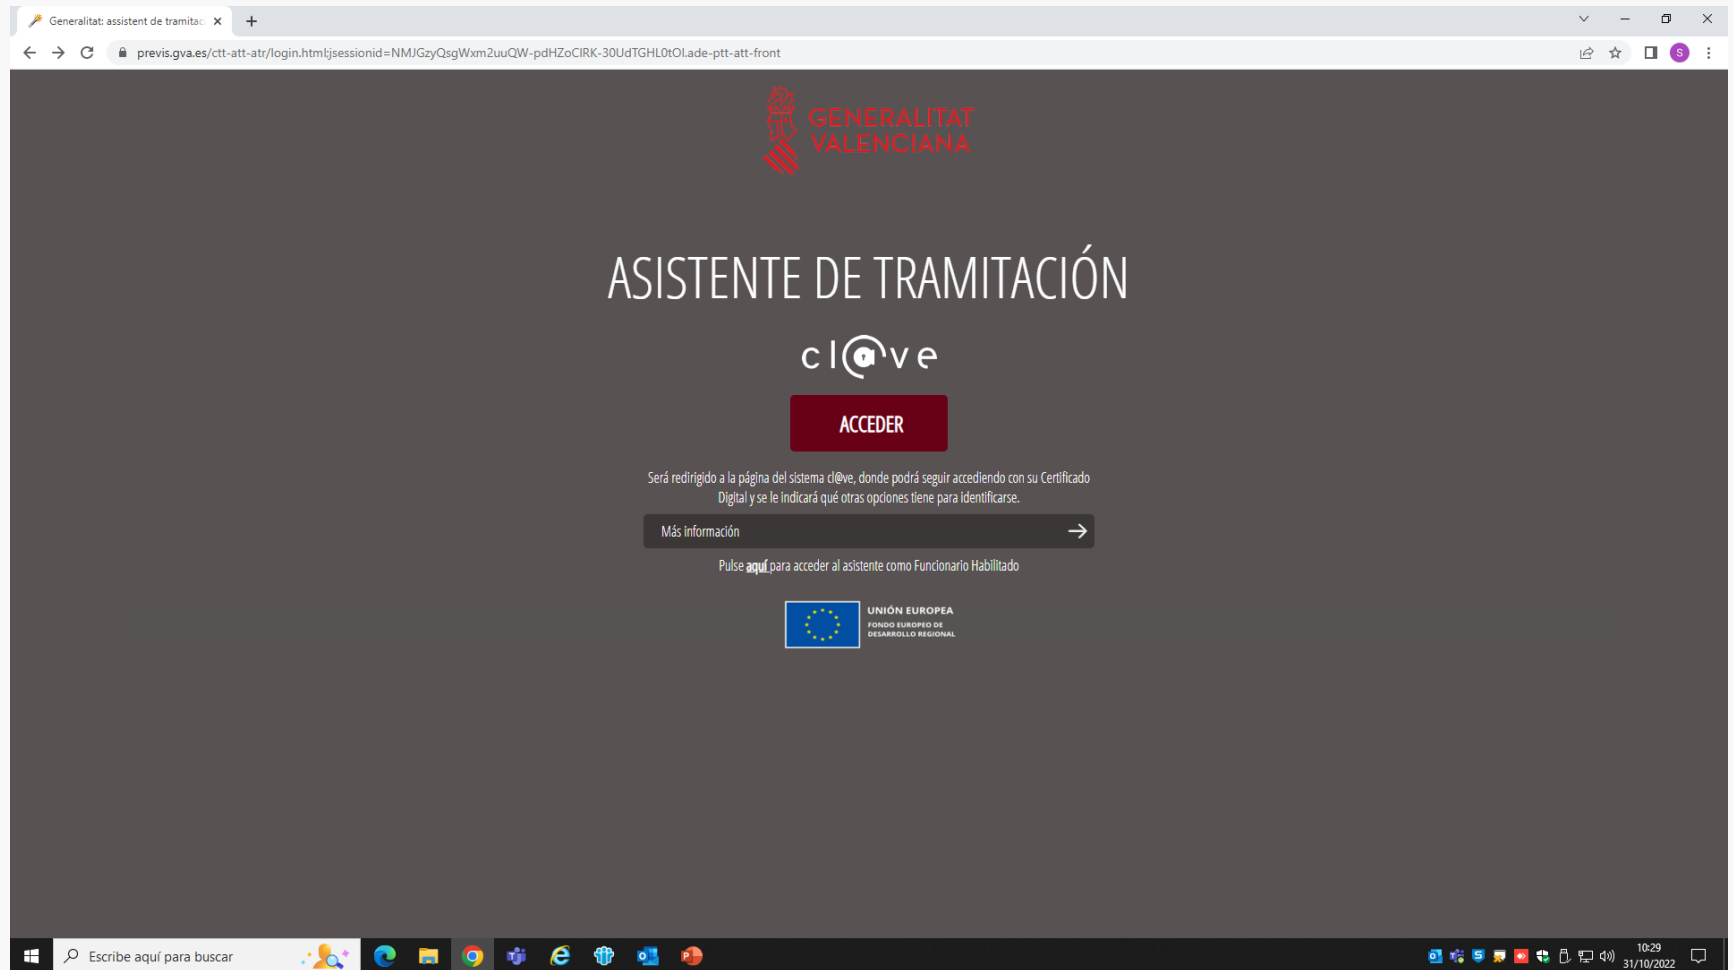 Generalitat: assistent de tramitac
previs.gva.es/ctt-att-atr/login.html;jsessionid=NMJGzyQsgWxm2uuQW-pdHZoCIRK-30UdTGHL0tOI.ade-ptt-att-front
S
GENERALITAT
VALENCIANA
ASISTENTE DE TRAMITACIÓN
cl@ve
ACCEDER
Será redirigido a la página del sistema cl@ve, donde podrá seguir accediendo con su Certificado
Digital y se le indicará qué otras opciones tiene para identificarse.
Más información
Pulse aquí para acceder al asistente como Funcionario Habilitado
UNIÓN EUROPEA
FONDO EUROPEO DE
DESARROLLO REGIONAL
Escribe aquí para buscar
10:29
31/10/2022